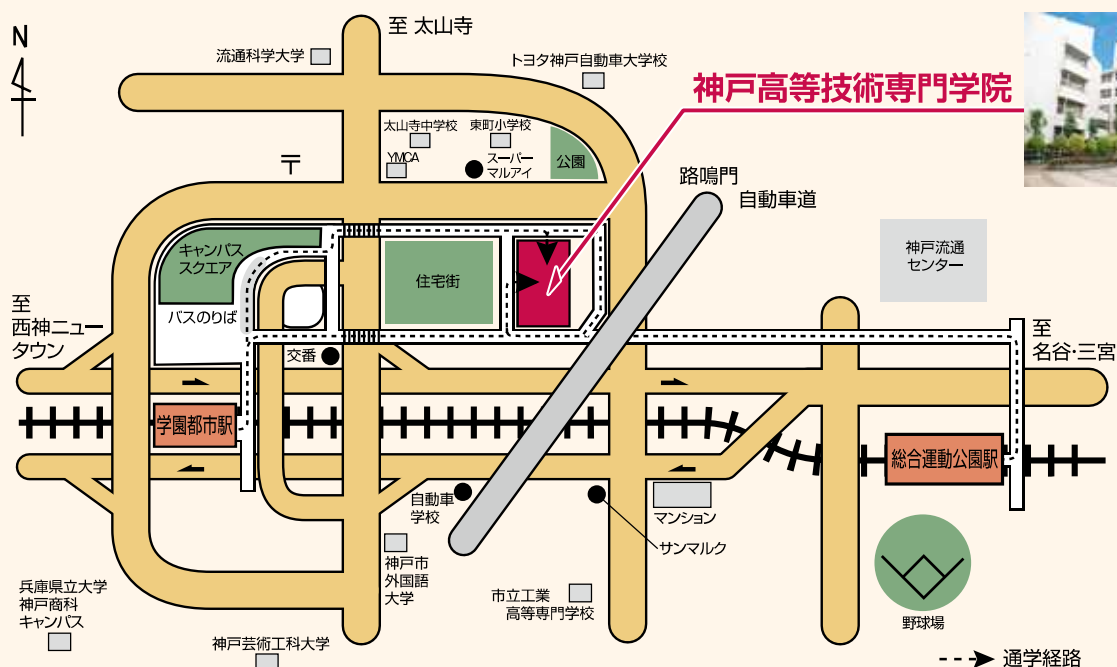 N
至 太山寺
流通科学大学
トヨタ神戸自動車大学校
神戸高等技術専門学院
太山寺中学校
東町小学校
YMCA
スーパー
マルアイ
公園
〒
路鳴門
自動車道
キャンパス
スクエア
住宅街
神戸流通
センター
バスのりば
至
西神ニュー
タウン
交番
至
名谷・三宮
学園都市駅
総合運動公園駅
自動車
学校
マンション
サンマルク
神戸市
外国語
大学
市立工業
高等専門学校
野球場
兵庫県立大学
神戸商科
キャンパス
神戸芸術工科大学
通学経路